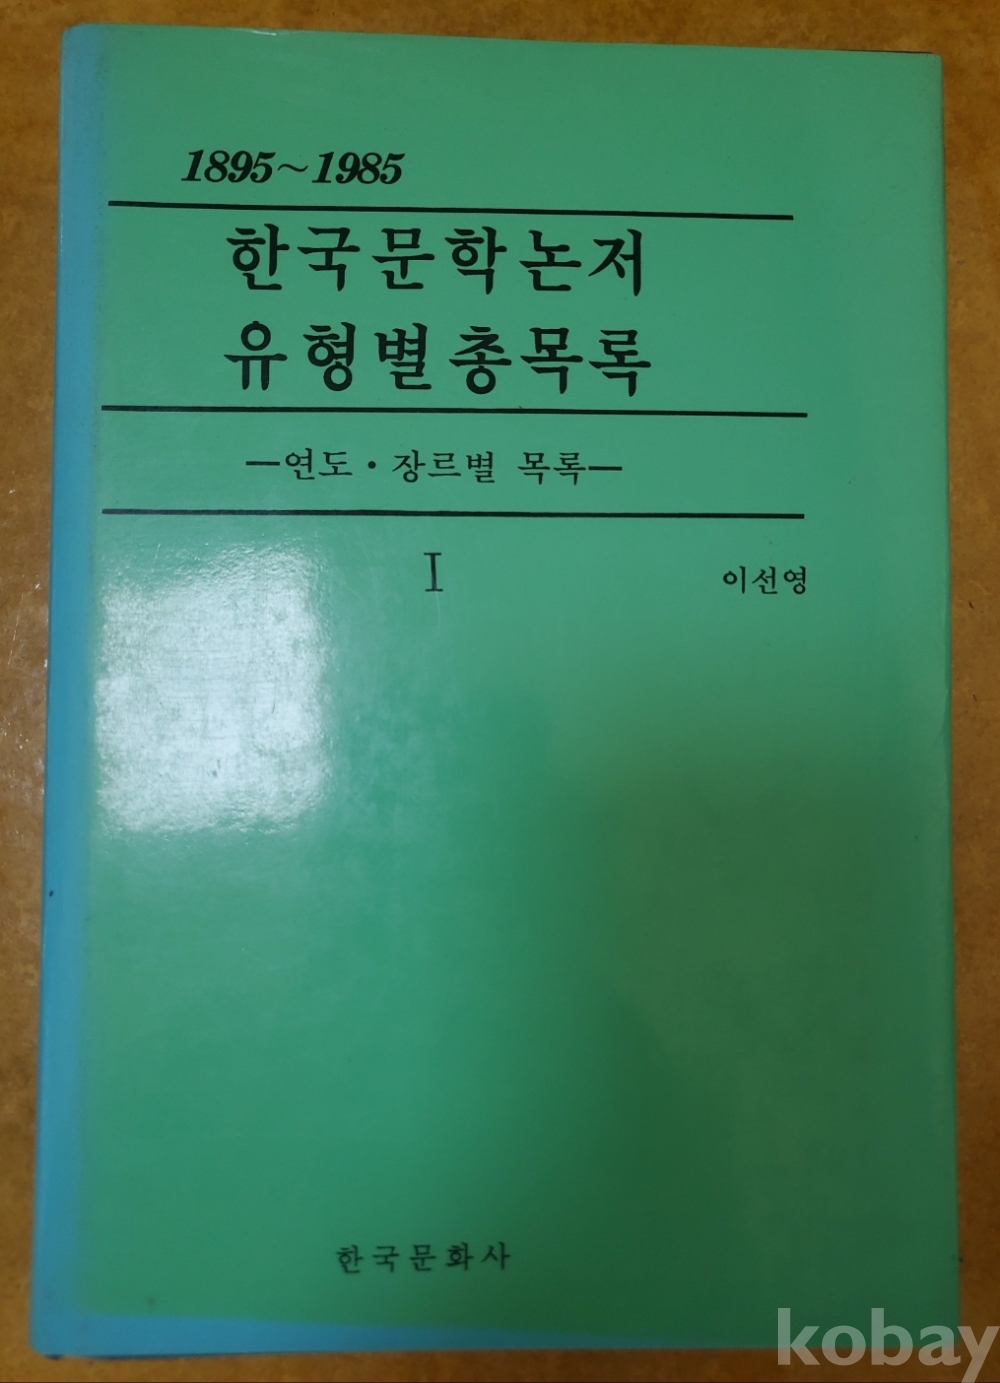 1895~1985
한국문학논저
유형별총목록
—연도·장르별 목록—
I
이선영
한국문화사
kobay